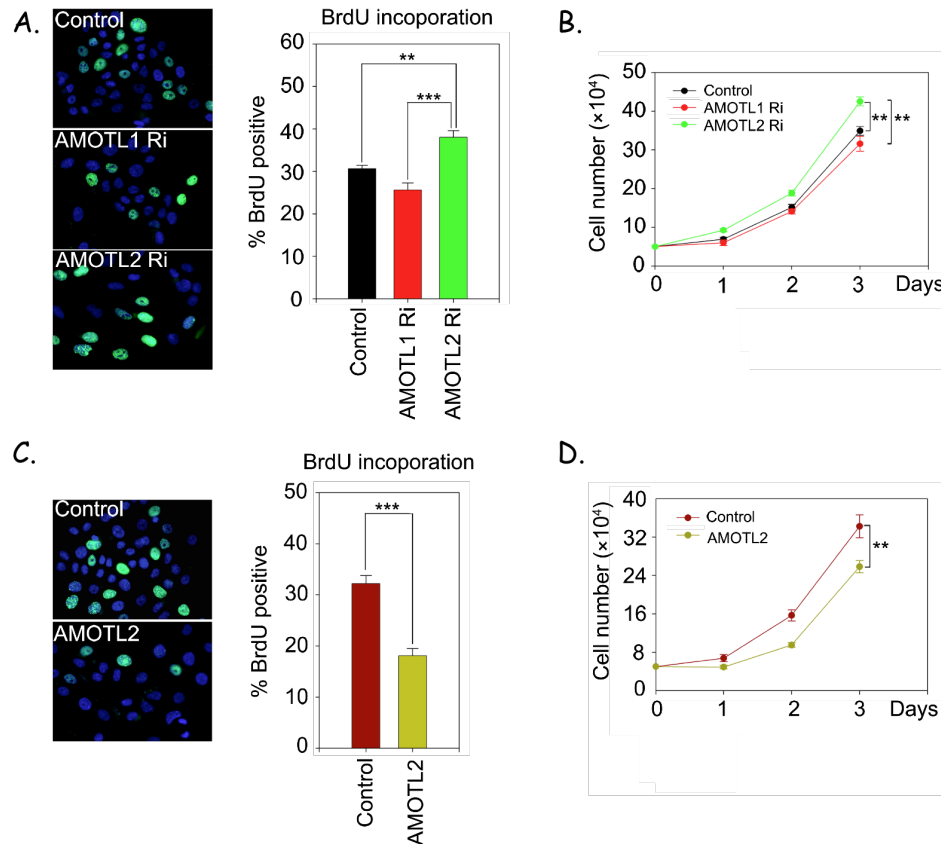 A.
Control
AMOTL1 Ri
AMOTL2 Ri
BrdU incoporation
% BrdU positive
60
50
40
30
20
10
0
**
***
Control
AMOTL1 Ri
AMOTL2 Ri
B.
Cell number (×10⁴)
50
40
30
20
10
0
Control
AMOTL1 Ri
AMOTL2 Ri
** **
0 1 2 3 Days
C.
Control
AMOTL2
BrdU incoporation
% BrdU positive
50
40
30
20
10
0
***
Control
AMOTL2
D.
Cell number (×10⁴)
40
32
24
16
8
0
Control
AMOTL2
**
0 1 2 3 Days